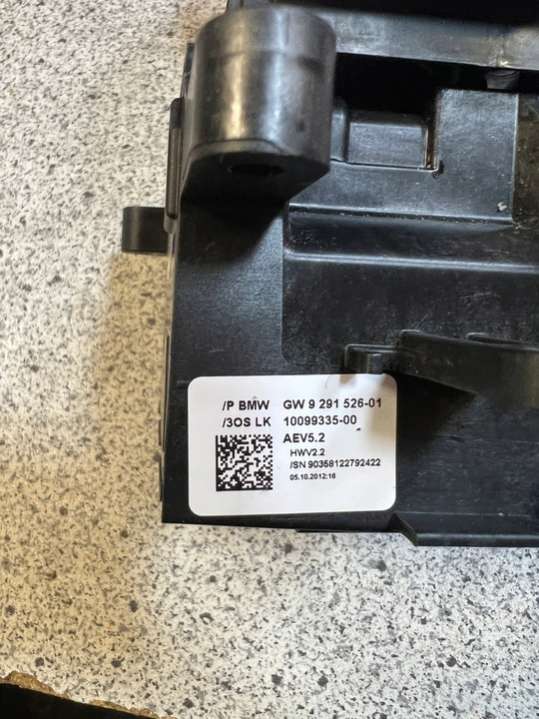 /P BMW GW 9 291 526-01
/3OS LK 10099335-00
AEV5.2
HWV2.2
/SN 90358122792422
05.10.2012:16